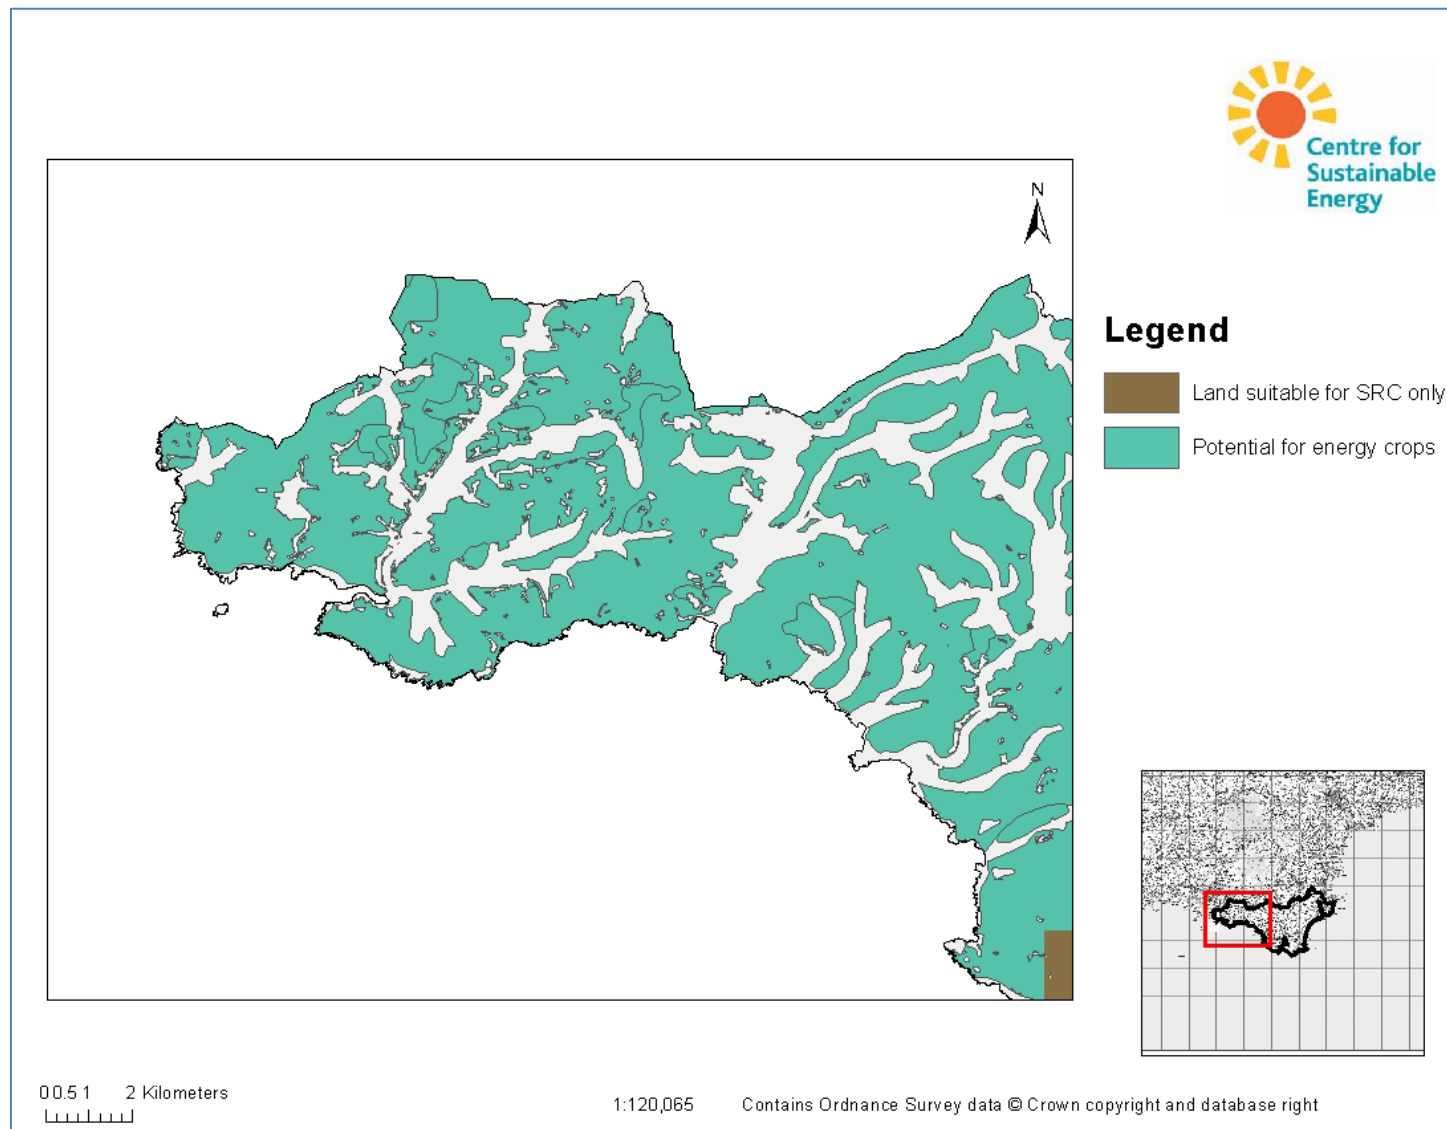 Centre for
Sustainable
Energy
N
Legend
Land suitable for SRC only
Potential for energy crops
0 0.5 1 2 Kilometers
1:120,065
Contains Ordnance Survey data © Crown copyright and database right